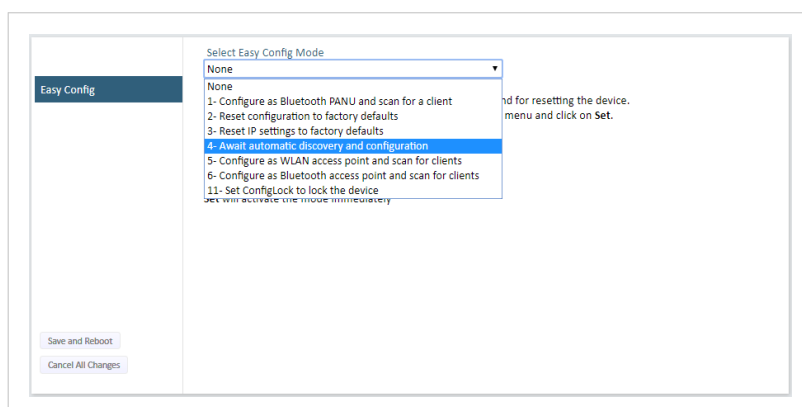 Select Easy Config Mode
None
Easy Config
None
1- Configure as Bluetooth PANU and scan for a client
nd for resetting the device.
2- Reset configuration to factory defaults
menu and click on Set.
3- Reset IP settings to factory defaults
4- Await automatic discovery and configuration
5- Configure as WLAN access point and scan for clients
6- Configure as Bluetooth access point and scan for clients
11- Set ConfigLock to lock the device
Set will activate the mode immediately
Save and Reboot
Cancel All Changes